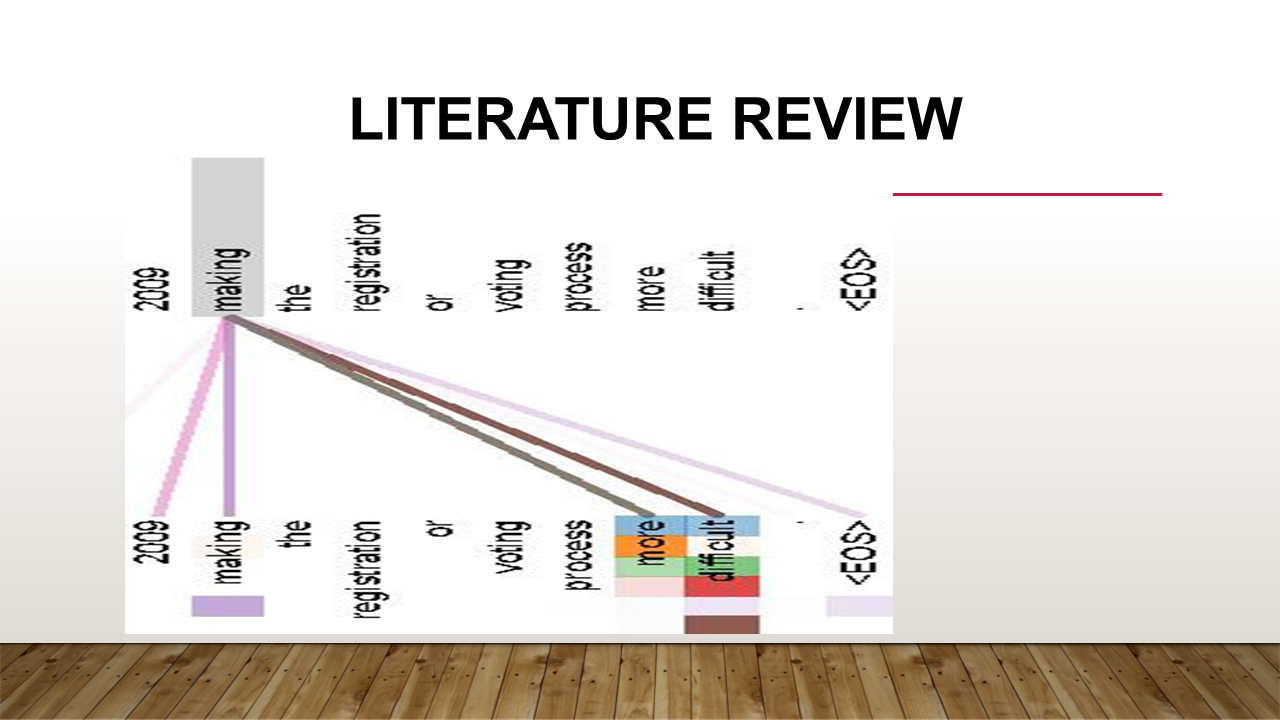 LITERATURE REVIEW
2009 making the registration or voting process more difficult . <EOS>
2009 making the registration or voting process more difficult . <EOS>